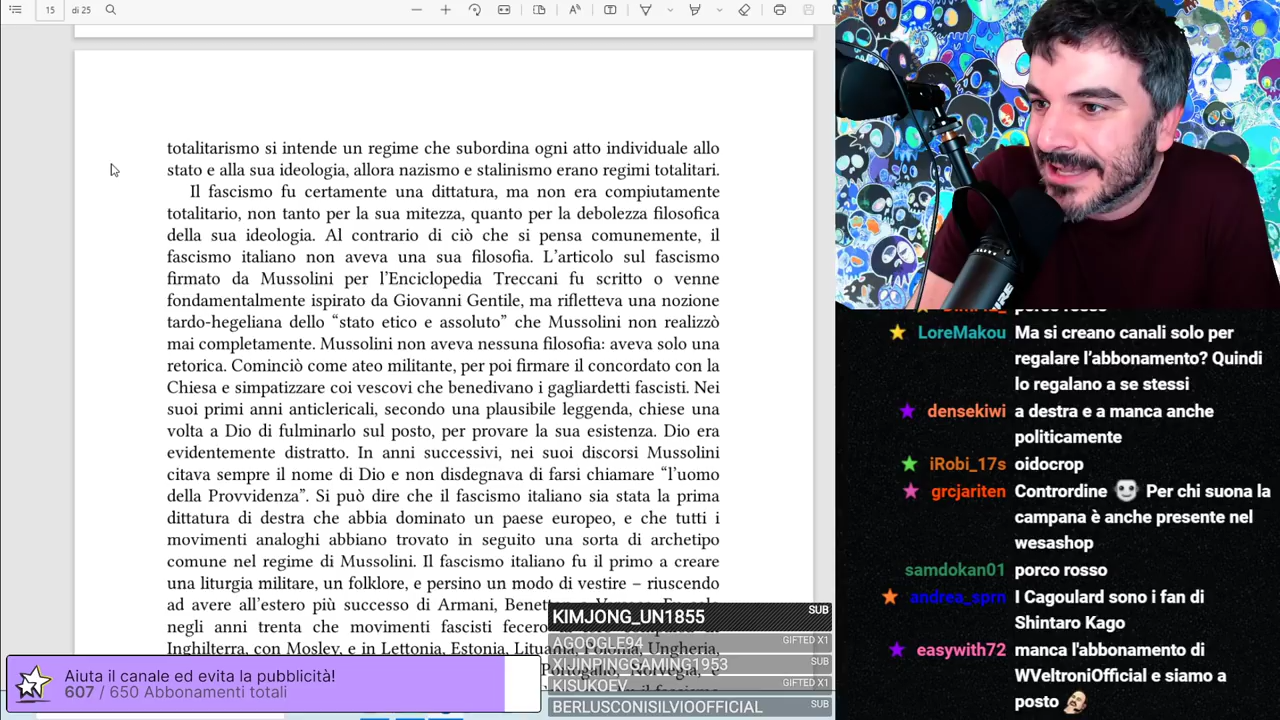 15 di 25
totalitarismo si intende un regime che subordina ogni atto individuale allo
stato e alla sua ideologia, allora nazismo e stalinismo erano regimi totalitari.
Il fascismo fu certamente una dittatura, ma non era compiutamente
totalitario, non tanto per la sua mitezza, quanto per la debolezza filosofica
della sua ideologia. Al contrario di ciò che si pensa comunemente, il
fascismo italiano non aveva una sua filosofia. L’articolo sul fascismo
firmato da Mussolini per l’Enciclopedia Treccani fu scritto o venne
fondamentalmente ispirato da Giovanni Gentile, ma rifletteva una nozione
tardo-hegeliana dello “stato etico e assoluto” che Mussolini non realizzò
mai completamente. Mussolini non aveva nessuna filosofia: aveva solo una
retorica. Cominciò come ateo militante, per poi firmare il concordato con la
Chiesa e simpatizzare coi vescovi che benedivano i gagliardetti fascisti. Nei
suoi primi anni anticlericali, secondo una plausibile leggenda, chiese una
volta a Dio di fulminarlo sul posto, per provare la sua esistenza. Dio era
evidentemente distratto. In anni successivi, nei suoi discorsi Mussolini
citava sempre il nome di Dio e non disdegnava di farsi chiamare “l’uomo
della Provvidenza”. Si può dire che il fascismo italiano sia stata la prima
dittatura di destra che abbia dominato un paese europeo, e che tutti i
movimenti analoghi abbiano trovato in seguito una sorta di archetipo
comune nel regime di Mussolini. Il fascismo italiano fu il primo a creare
una liturgia militare, un folklore, e persino un modo di vestire – riuscendo
ad avere all’estero più successo di Armani,
negli anni trenta che movimenti fascisti
Inghilterra, con Mosley, e in Lettonia, Estonia, Ungheria,
Norvegia, e
Aiuta il canale ed evita la pubblicità!
607 / 650 Abbonamenti totali
KIMJONG_UN1855 SUB
AGOOGLE94 GIFTED X1
XIJINPINGGAMING1953 SUB
KISUKOEV GIFTED X1
BERLUSCONISILVIOOFFICIAL SUB
porco rosso
LoreMakou Ma si creano canali solo per
regalare l’abbonamento? Quindi
lo regalano a se stessi
densekiwi a destra e a manca anche
politicamente
iRobi_17s oidocrop
grcjariten Contrordine Per chi suona la
campana è anche presente nel
wesashop
samdokan01 porco rosso
andrea_sprn I Cagoulard sono i fan di
Shintaro Kago
easywith72 manca l'abbonamento di
WVeltroniOfficial e siamo a
posto